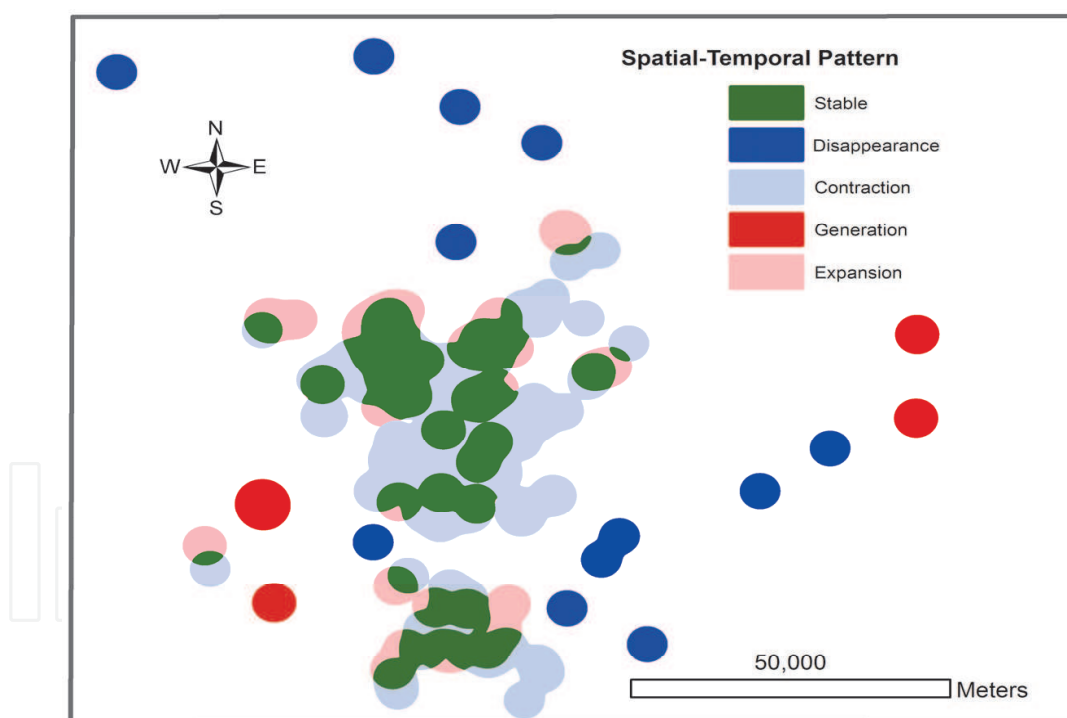 Spatial-Temporal Pattern
Stable
Disappearance
Contraction
Generation
Expansion
N
W E
S
50,000
Meters